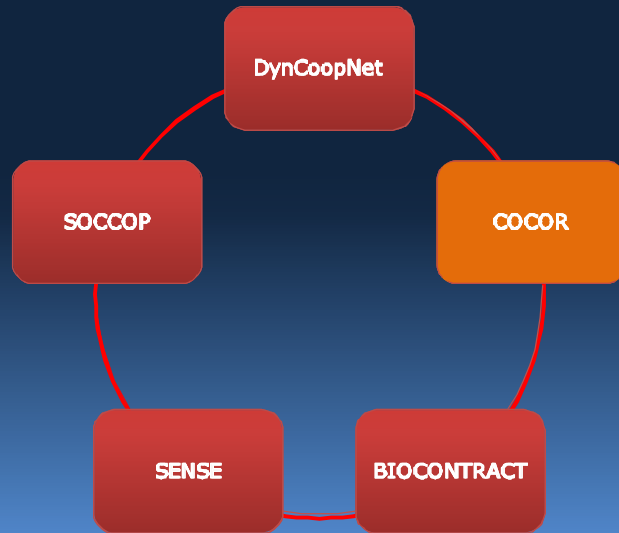 DynCoopNet
SOCCOP
COCOR
SENSE
BIOCONTRACT